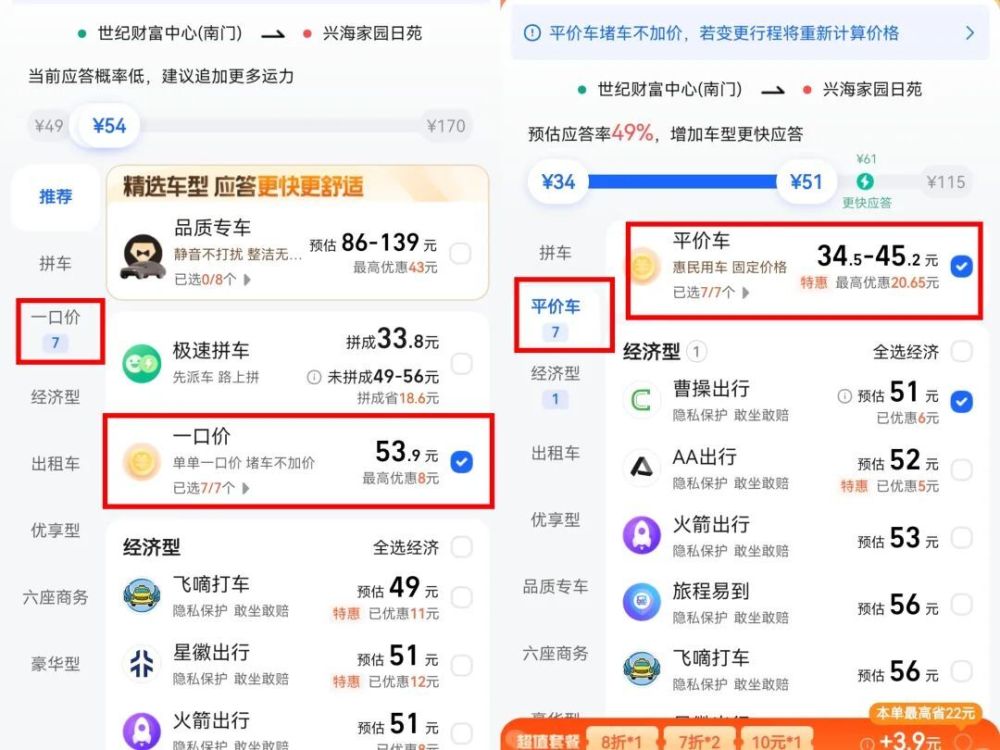 世纪财富中心(南门)
兴海家园日苑
当前应答概率低，建议追加更多运力
¥49
¥54
¥170
推荐
拼车
一口价
7
经济型
出租车
优享型
六座商务
豪华型
精选车型 应答更快更舒适
品质专车
静音不打扰 整洁无...
已选0/8个
预估 86-139 元
最高优惠43元
极速拼车
先派车 路上拼
拼成33.8元
未拼成49-56元
拼成省18.6元
一口价
单单一口价 堵车不加价
已选7/7个
53.9元
最高优惠8元
经济型
全选经济
飞嘀打车
隐私保护 敢坐敢赔
预估 49 元
特惠 已优惠11元
星徽出行
隐私保护 敢坐敢赔
预估 51 元
特惠 已优惠12元
火箭出行
隐私保护 敢坐敢赔
预估 51 元
已优惠8元
平价车堵车不加价，若变更行程将重新计算价格
世纪财富中心(南门)
兴海家园日苑
预估应答率49%，增加车型更快应答
¥34
¥51
¥61
更快应答
¥115
拼车
平价车
7
经济型
1
出租车
优享型
品质专车
六座商务
豪华型
平价车
惠民用车 固定价格
已选7/7个
34.5-45.2元
特惠 最高优惠20.65元
经济型 1
全选经济
曹操出行
隐私保护 敢坐敢赔
预估 51 元
已优惠6元
AA出行
隐私保护 敢坐敢赔
预估 52 元
特惠 已优惠5元
火箭出行
隐私保护 敢坐敢赔
预估 53 元
旅程易到
隐私保护 敢坐敢赔
预估 56 元
飞嘀打车
隐私保护 敢坐敢赔
预估 56 元
本单最高省22元
超值套餐
8折*1
7折*2
10元*1
+3.9元